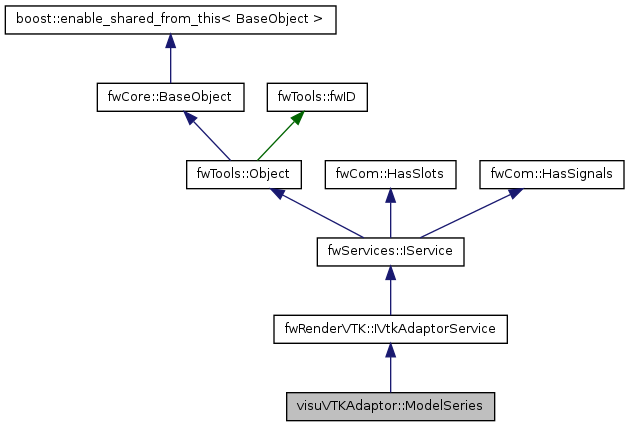 boost::enable_shared_from_this< BaseObject >
fwCore::BaseObject
fwTools::fwID
fwTools::Object
fwCom::HasSlots
fwCom::HasSignals
fwServices::IService
fwRenderVTK::IVtkAdaptorService
visuVTKAdaptor::ModelSeries